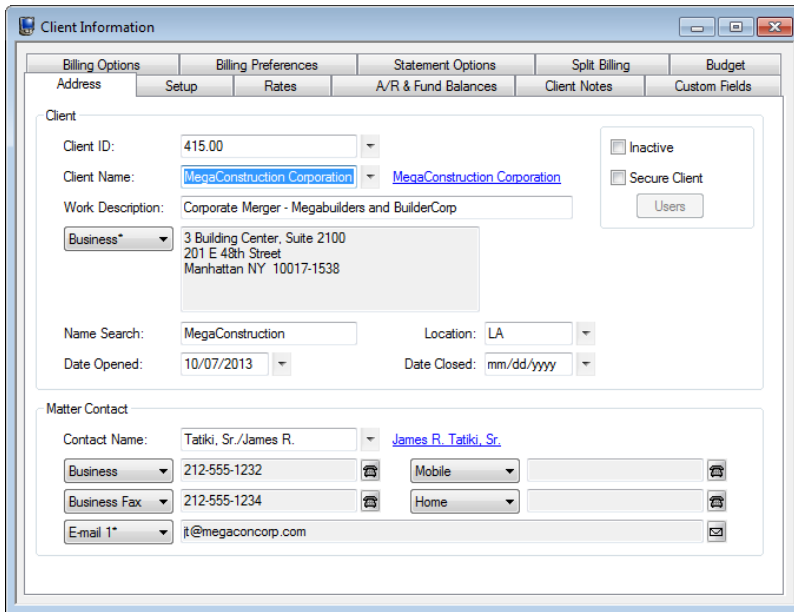 Client Information
Billing Options Billing Preferences Statement Options Split Billing Budget
Address Setup Rates A/R & Fund Balances Client Notes Custom Fields
Client
Client ID: 415.00
Inactive
Client Name: MegaConstruction Corporation MegaConstruction Corporation
Secure Client
Work Description: Corporate Merger - Megabuilders and BuilderCorp
Users
Business* 3 Building Center, Suite 2100
201 E 48th Street
Manhattan NY 10017-1538
Name Search: MegaConstruction Location: LA
Date Opened: 10/07/2013 Date Closed: mm/dd/yyyy
Matter Contact
Contact Name: Tatiki, Sr./James R. James R. Tatiki, Sr.
Business 212-555-1232 Mobile
Business Fax 212-555-1234 Home
E-mail 1* jt@megaconcorp.com